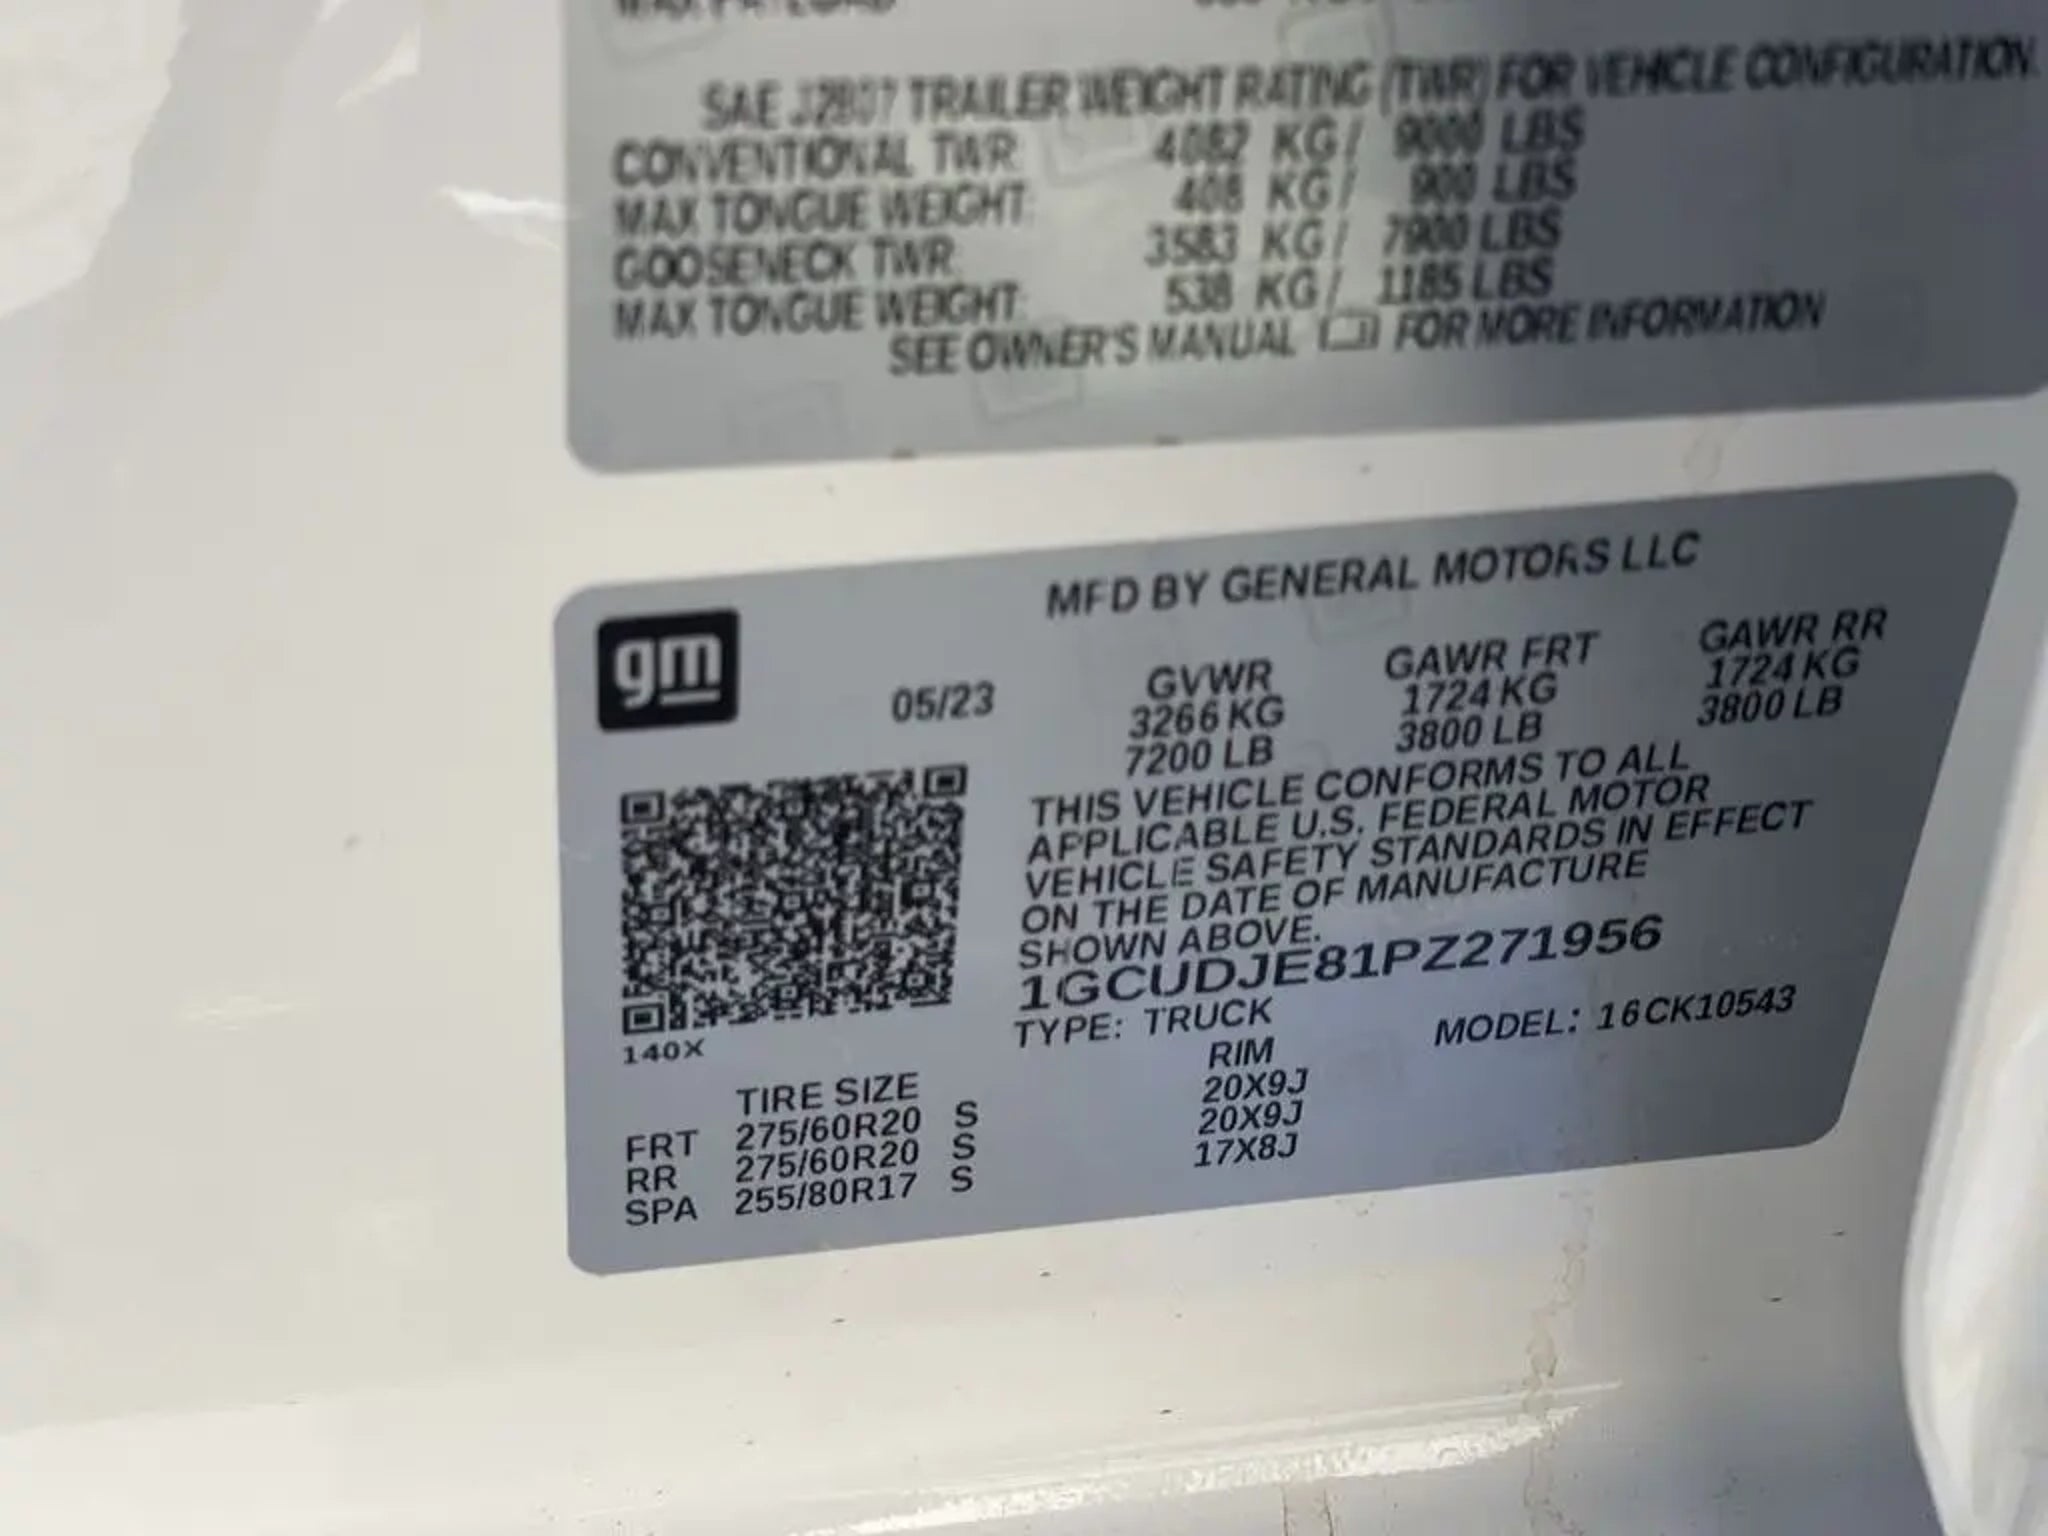 MAX PAYLOAD
SAE J2807 TRAILER WEIGHT RATING (TWR) FOR VEHICLE CONFIGURATION.
CONVENTIONAL TWR: 4082 KG/ 9000 LBS
MAX TONGUE WEIGHT: 408 KG/ 900 LBS
GOOSENECK TWR: 3583 KG/ 7900 LBS
MAX TONGUE WEIGHT: 538 KG/ 1185 LBS
SEE OWNER'S MANUAL FOR MORE INFORMATION
gm
MFD BY GENERAL MOTORS LLC
05/23
GVWR GAWR FRT GAWR RR
3266 KG 1724 KG 1724 KG
7200 LB 3800 LB 3800 LB
THIS VEHICLE CONFORMS TO ALL
APPLICABLE U.S. FEDERAL MOTOR
VEHICLE SAFETY STANDARDS IN EFFECT
ON THE DATE OF MANUFACTURE
SHOWN ABOVE.
1GCUDJE81PZ271956
TYPE: TRUCK MODEL: 16CK10543
140X
TIRE SIZE RIM
FRT 275/60R20 S 20X9J
RR 275/60R20 S 20X9J
SPA 255/80R17 S 17X8J